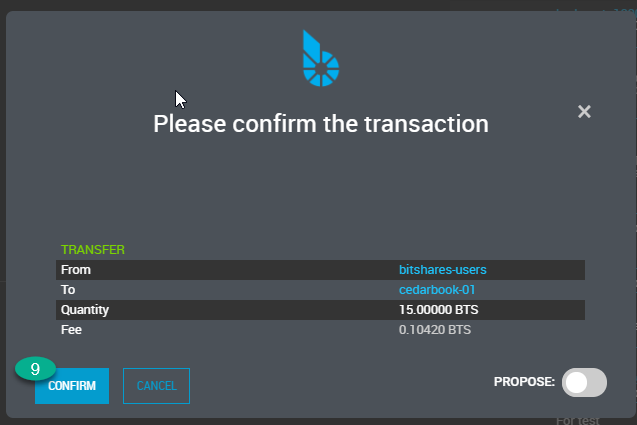 Please confirm the transaction
×
TRANSFER
From bitshares-users
To cedarbook-01
Quantity 15.00000 BTS
Fee 0.10420 BTS
9
CONFIRM CANCEL PROPOSE:
For test